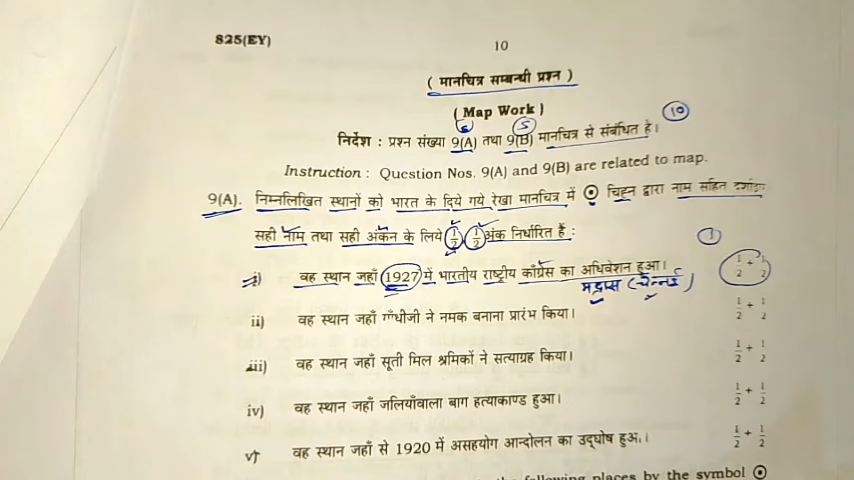 825(EY)
10
( मानचित्र सम्बन्धी प्रश्न )
( Map Work )
5 5 10
निर्देश : प्रश्न संख्या 9(A) तथा 9(B) मानचित्र से संबंधित है।
Instruction : Question Nos. 9(A) and 9(B) are related to map.
9(A). निम्नलिखित स्थानों को भारत के दिये गये रेखा मानचित्र में ⊙ चिह्न द्वारा नाम सहित दर्शाइए
सही नाम तथा सही अंकन के लिये 1/2, 1/2 अंक निर्धारित हैं :
1
i) वह स्थान जहाँ 1927 में भारतीय राष्ट्रीय काँग्रेस का अधिवेशन हुआ। 1/2 + 1/2
मद्रास (चेन्नई)
ii) वह स्थान जहाँ गाँधीजी ने नमक बनाना प्रारंभ किया। 1/2 + 1/2
iii) वह स्थान जहाँ सूती मिल श्रमिकों ने सत्याग्रह किया। 1/2 + 1/2
iv) वह स्थान जहाँ जलियाँवाला बाग हत्याकाण्ड हुआ। 1/2 + 1/2
v) वह स्थान जहाँ से 1920 में असहयोग आन्दोलन का उद्घोष हुआ। 1/2 + 1/2
the following places by the symbol ⊙